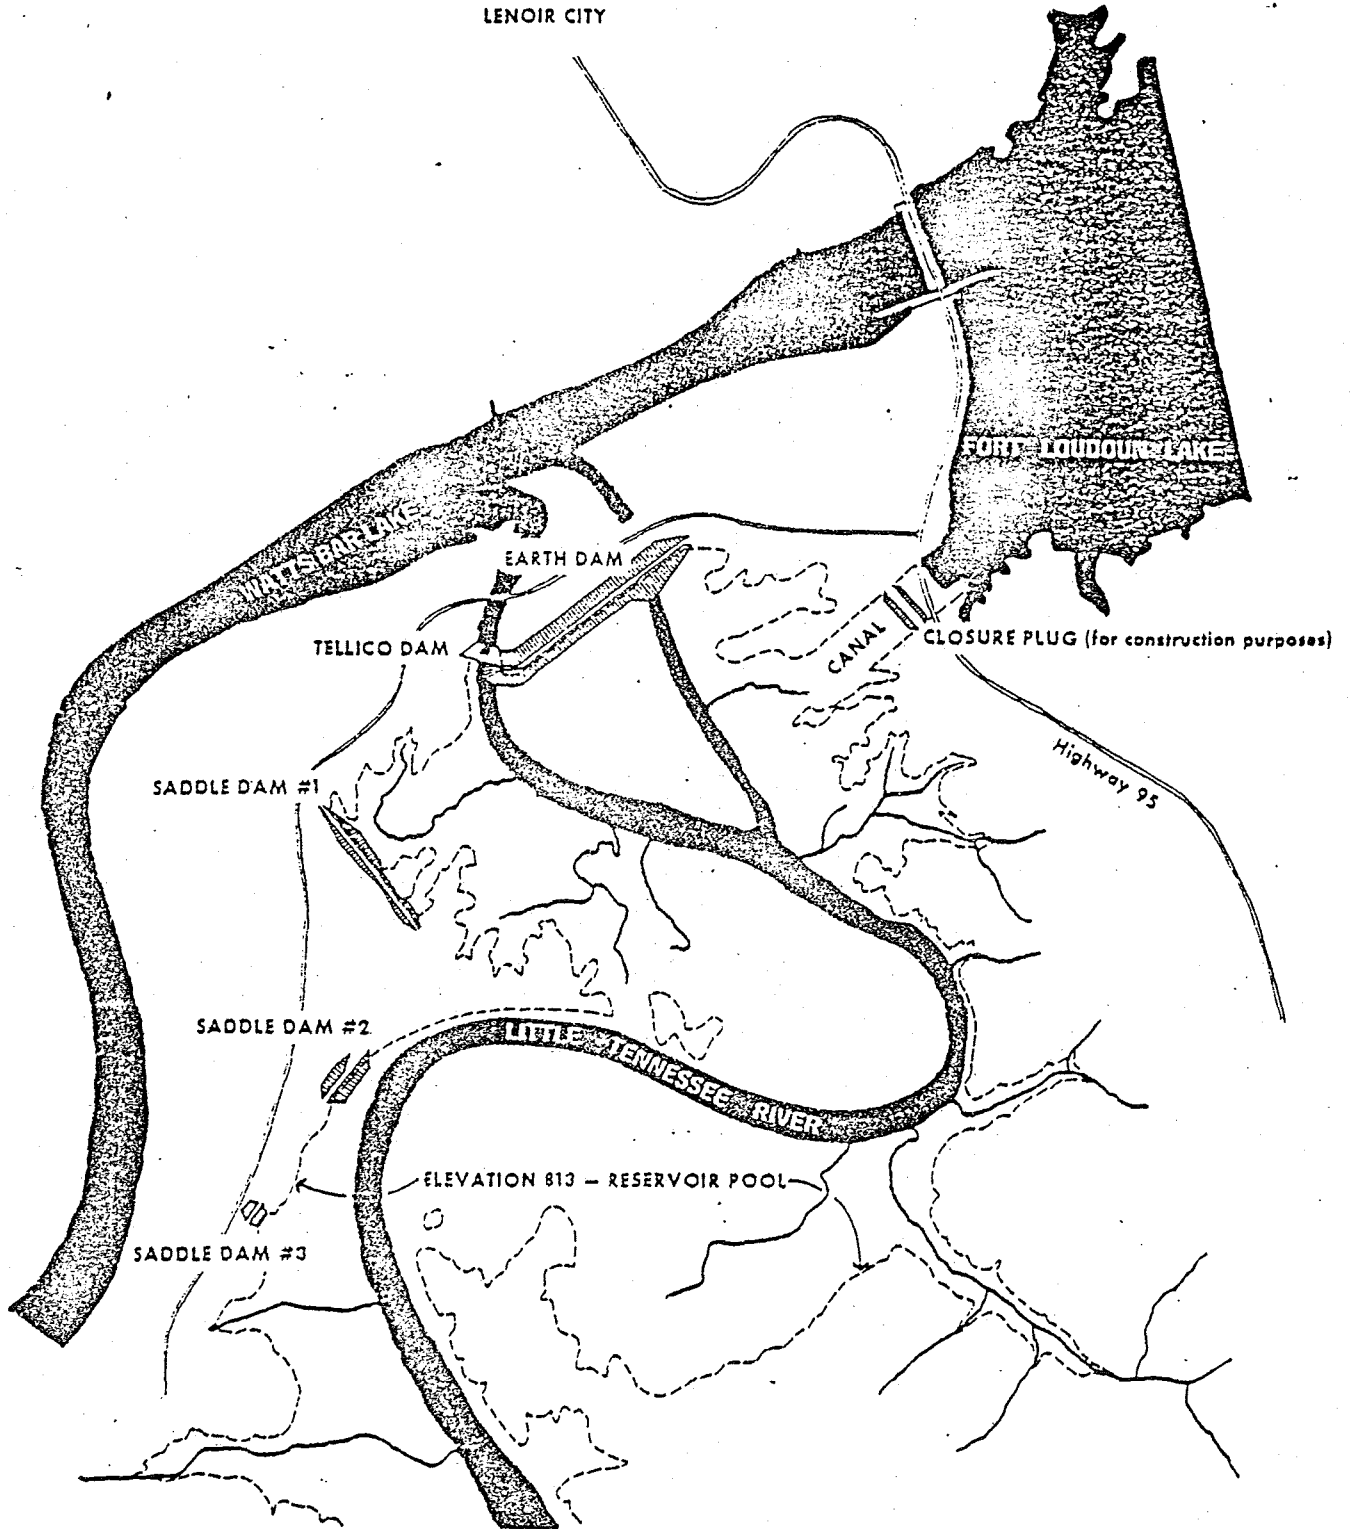 LENOIR CITY
FORT LOUDOUN LAKE
WATTS BAR LAKE
EARTH DAM
TELLICO DAM
CANAL
CLOSURE PLUG (for construction purposes)
Highway 95
SADDLE DAM #1
SADDLE DAM #2
LITTLE TENNESSEE RIVER
ELEVATION 813 – RESERVOIR POOL
SADDLE DAM #3